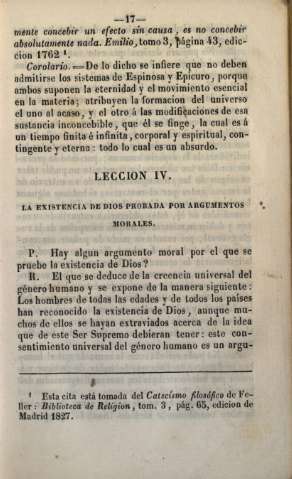 —17—
mente concebir un efecto sin causa, es no concebir
absolutamente nada. Emilio, tomo 3, página 43, edic-
cion 1762 ¹.
Corolario.—De lo dicho se infiere que no deben
admitirse los sistemas de Espinosa y Epicuro, porque
ambos suponen la eternidad y el movimiento esencial
en la materia; atribuyen la formacion del universo
el uno al acaso, y el otro á las modificaciones de esa
sustancia inconcebible, que él se finge, la cual es á
un tiempo finita é infinita, corporal y espiritual, con-
tingente y eterna: todo lo cual es un absurdo.
LECCION IV.
LA EXISTENCIA DE DIOS PROBADA POR ARGUMENTOS
MORALES.
P. Hay algun argumento moral por el que se
pruebe la existencia de Dios?
R. El que se deduce de la creencia universal del
género humano y se expone de la manera siguiente:
Los hombres de todas las edades y de todos los paises
han reconocido la existencia de Dios, aunque mu-
chos de ellos se hayan extraviados acerca de la idea
que de este Ser Supremo debieran tener: este con-
sentimiento universal del género humano es un argu-
¹ Esta cita está tomada del Catecismo filosófico de Fe-
ller: Biblioteca de Religion, tom. 3, pág. 65, edicion de
Madrid 1827.